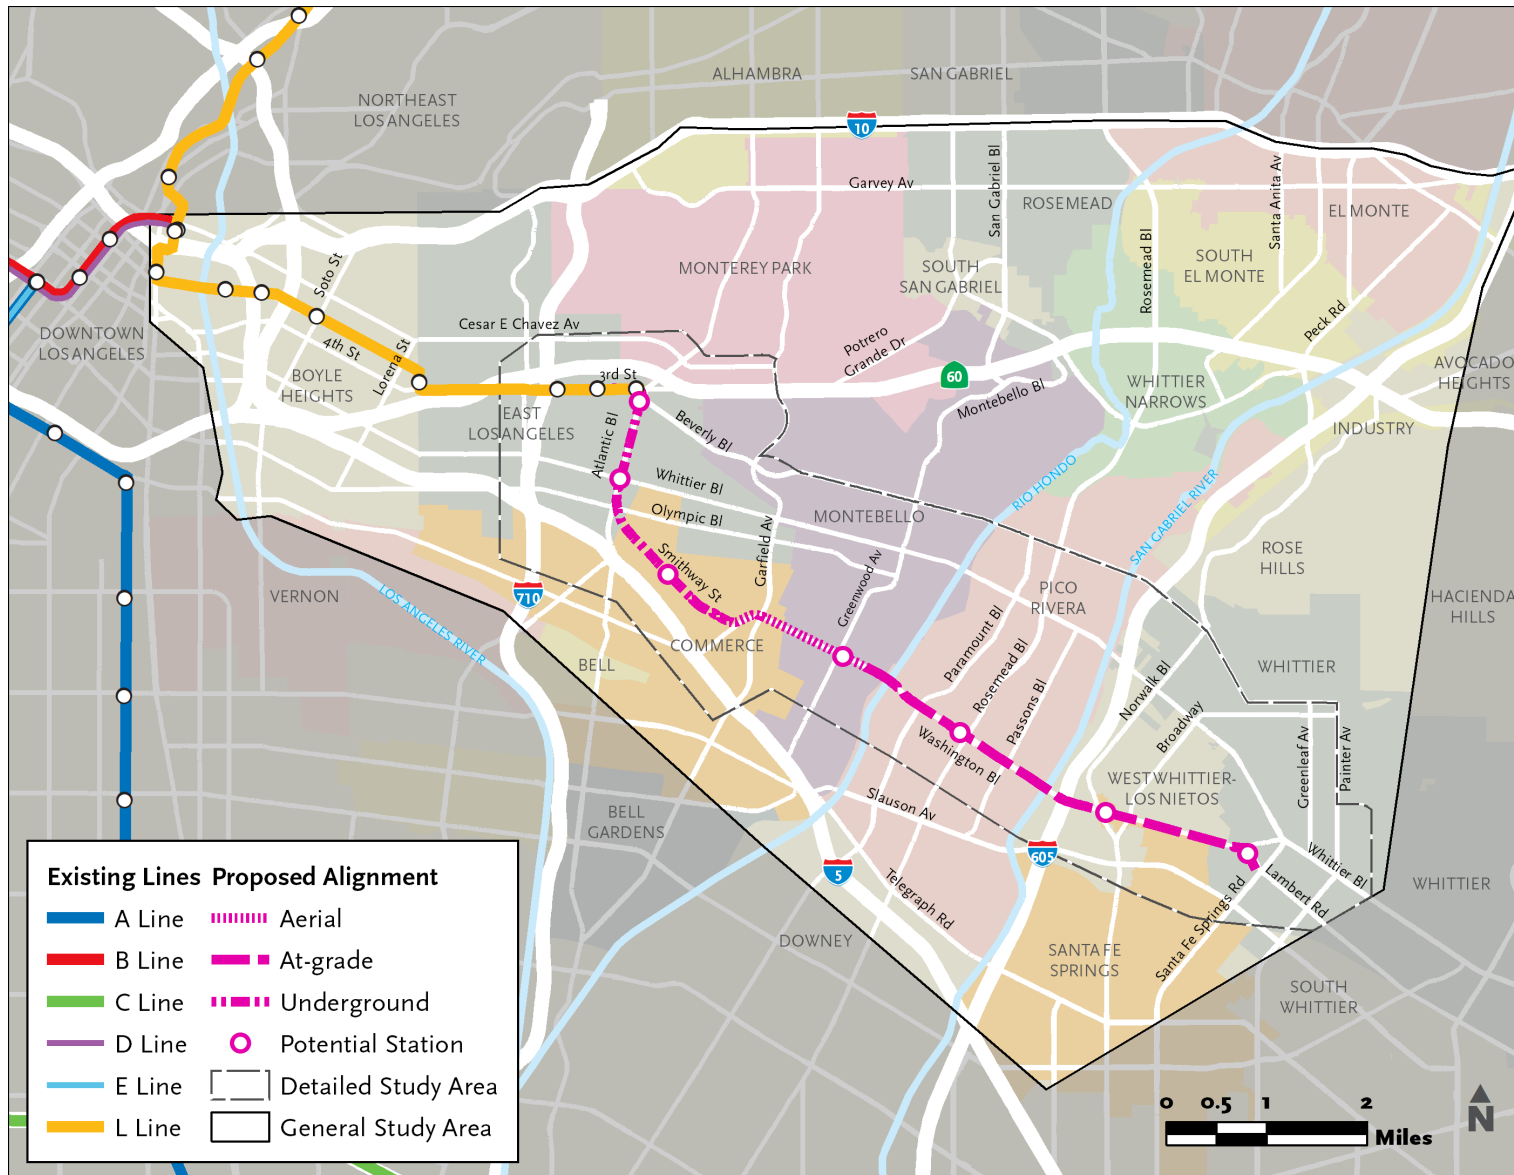 ALHAMBRA
SAN GABRIEL
NORTHEAST
LOS ANGELES
10
Garvey Av
San Gabriel Bl
ROSEMEAD
Santa Anita Av
EL MONTE
Soto St
MONTEREY PARK
SOUTH
SAN GABRIEL
Rosemead Bl
SOUTH
EL MONTE
DOWNTOWN
LOS ANGELES
4th St
Lorena St
Cesar E Chavez Av
Potrero
Grande Dr
Peck Rd
AVOCADO
HEIGHTS
BOYLE
HEIGHTS
3rd St
60
Montebello Bl
WHITTIER
NARROWS
EAST
LOS ANGELES
Atlantic Bl
Beverly Bl
INDUSTRY
Whittier Bl
Olympic Bl
MONTEBELLO
RIO HONDO
SAN GABRIEL RIVER
Garfield Av
Smithway St
Greenwood Av
ROSE
HILLS
VERNON
LOS ANGELES RIVER
710
PICO
RIVERA
HACIENDA
HILLS
COMMERCE
BELL
Paramount Bl
Rosemead Bl
Passons Bl
Norwalk Bl
Broadway
WHITTIER
Washington Bl
WEST WHITTIER-
LOS NIETOS
Greenleaf Av
Painter Av
BELL
GARDENS
Slauson Av
5
605
Whittier Bl
Lambert Rd
WHITTIER
Telegraph Rd
Santa Fe Springs Rd
DOWNEY
SANTA FE
SPRINGS
SOUTH
WHITTIER
Existing Lines
A Line
B Line
C Line
D Line
E Line
L Line
Proposed Alignment
Aerial
At-grade
Underground
Potential Station
Detailed Study Area
General Study Area
0 0.5 1 2
Miles
N